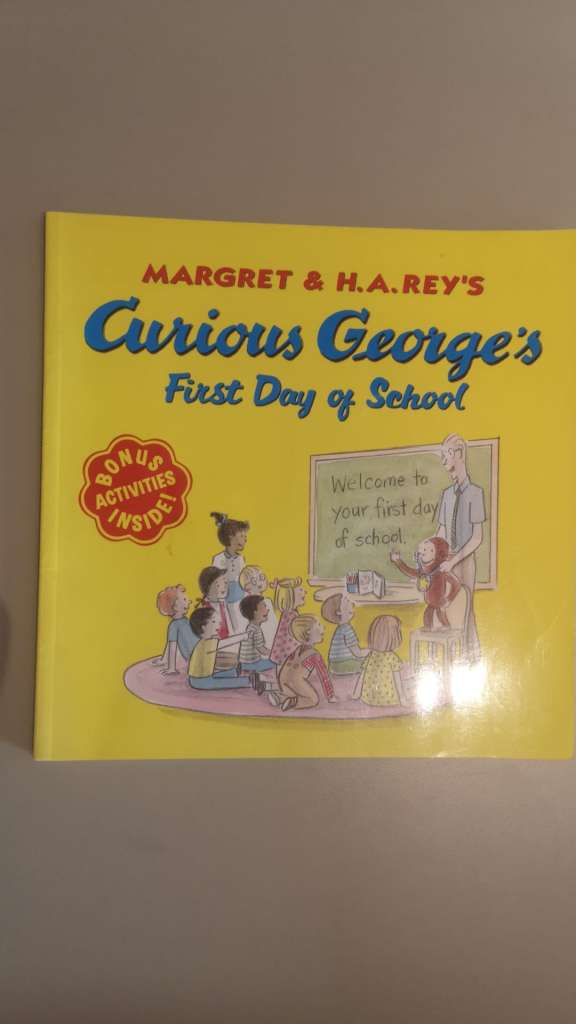 MARGRET & H.A.REY'S
Curious George's
First Day of School
BONUS
ACTIVITIES
INSIDE!
Welcome to
your first day
of school.